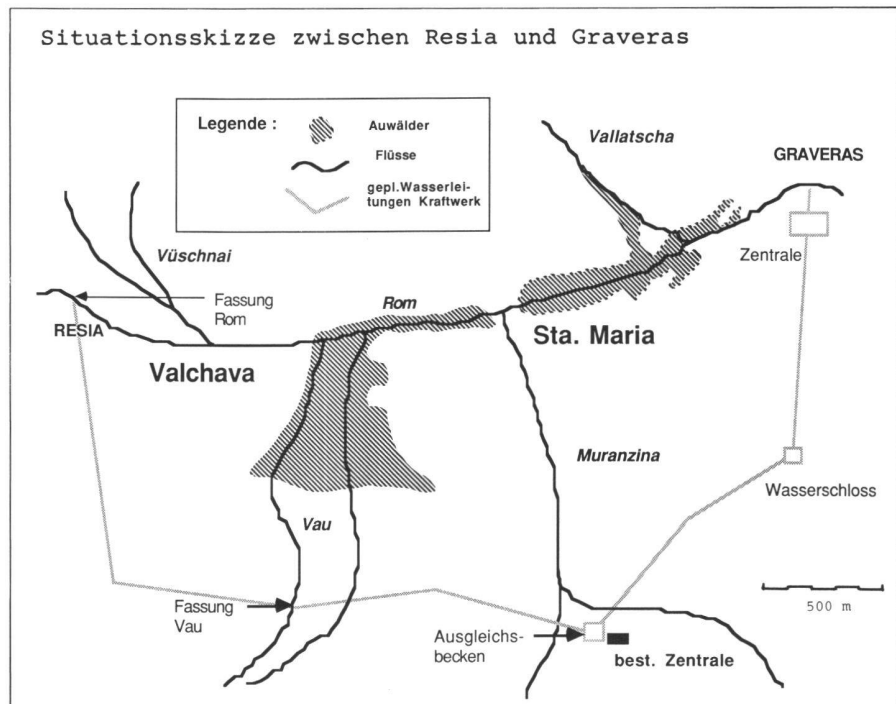 Situationsskizze zwischen Resia und Graveras
Legende :
Auwälder
Flüsse
gepl.Wasserlei-
tungen Kraftwerk
Vallatscha
GRAVERAS
Zentrale
Vüschnai
Fassung
Rom
RESIA
Rom
Valchava
Sta. Maria
Muranzina
Wasserschloss
Vau
Fassung
Vau
Ausgleichs-
becken
best. Zentrale
500 m